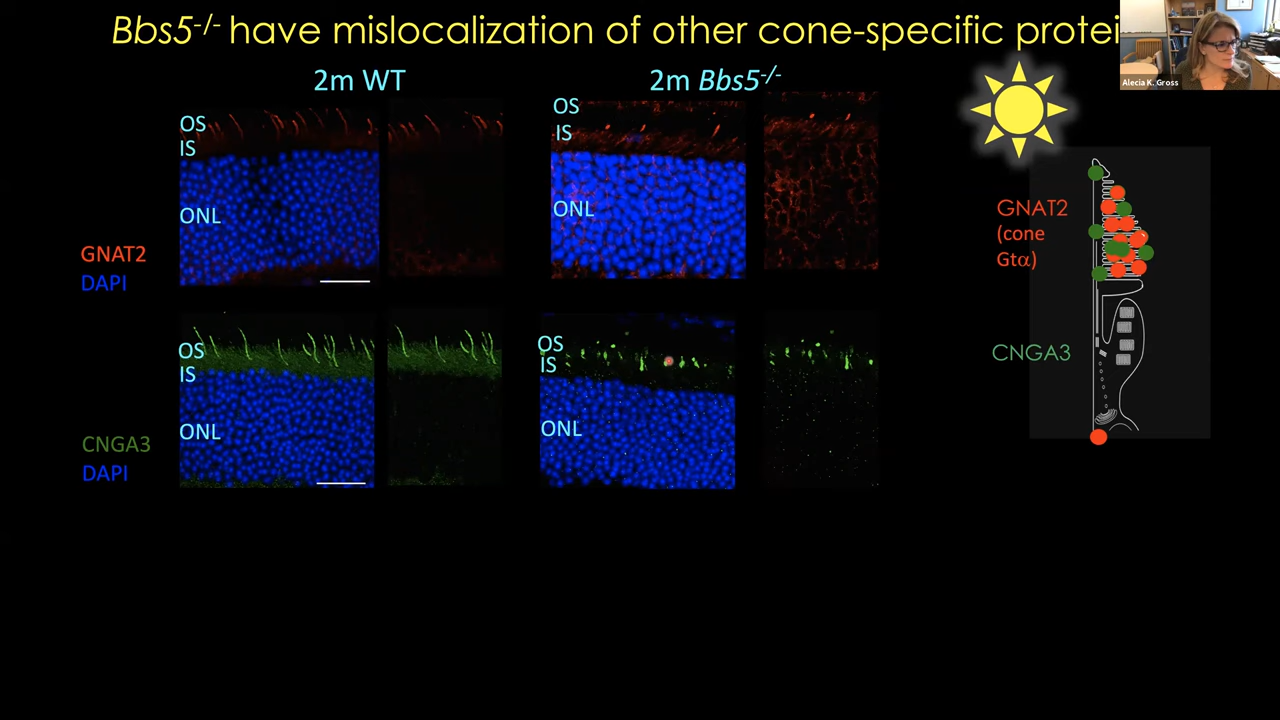 Bbs5-/- have mislocalization of other cone-specific protei
Alecia K. Gross
2m WT
2m Bbs5-/-
OS
IS
ONL
OS
IS
ONL
GNAT2
DAPI
GNAT2
(cone
Gtα)
OS
IS
ONL
OS
IS
ONL
CNGA3
DAPI
CNGA3